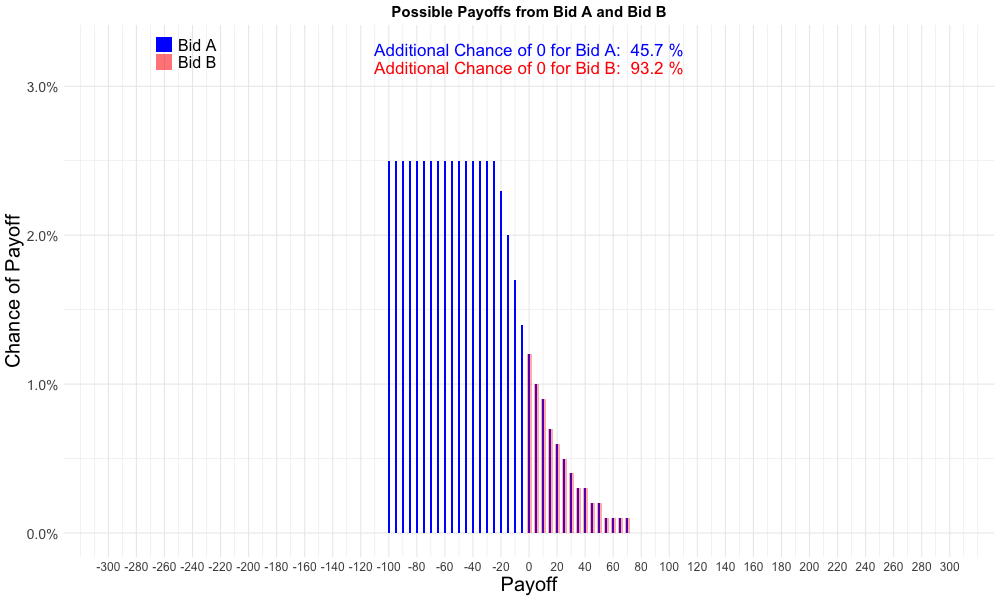 Possible Payoffs from Bid A and Bid B
Bid A
Bid B
Additional Chance of 0 for Bid A:  45.7 %
Additional Chance of 0 for Bid B:  93.2 %
Chance of Payoff
3.0%
2.0%
1.0%
0.0%
-300 -280 -260 -240 -220 -200 -180 -160 -140 -120 -100 -80 -60 -40 -20 0 20 40 60 80 100 120 140 160 180 200 220 240 260 280 300
Payoff